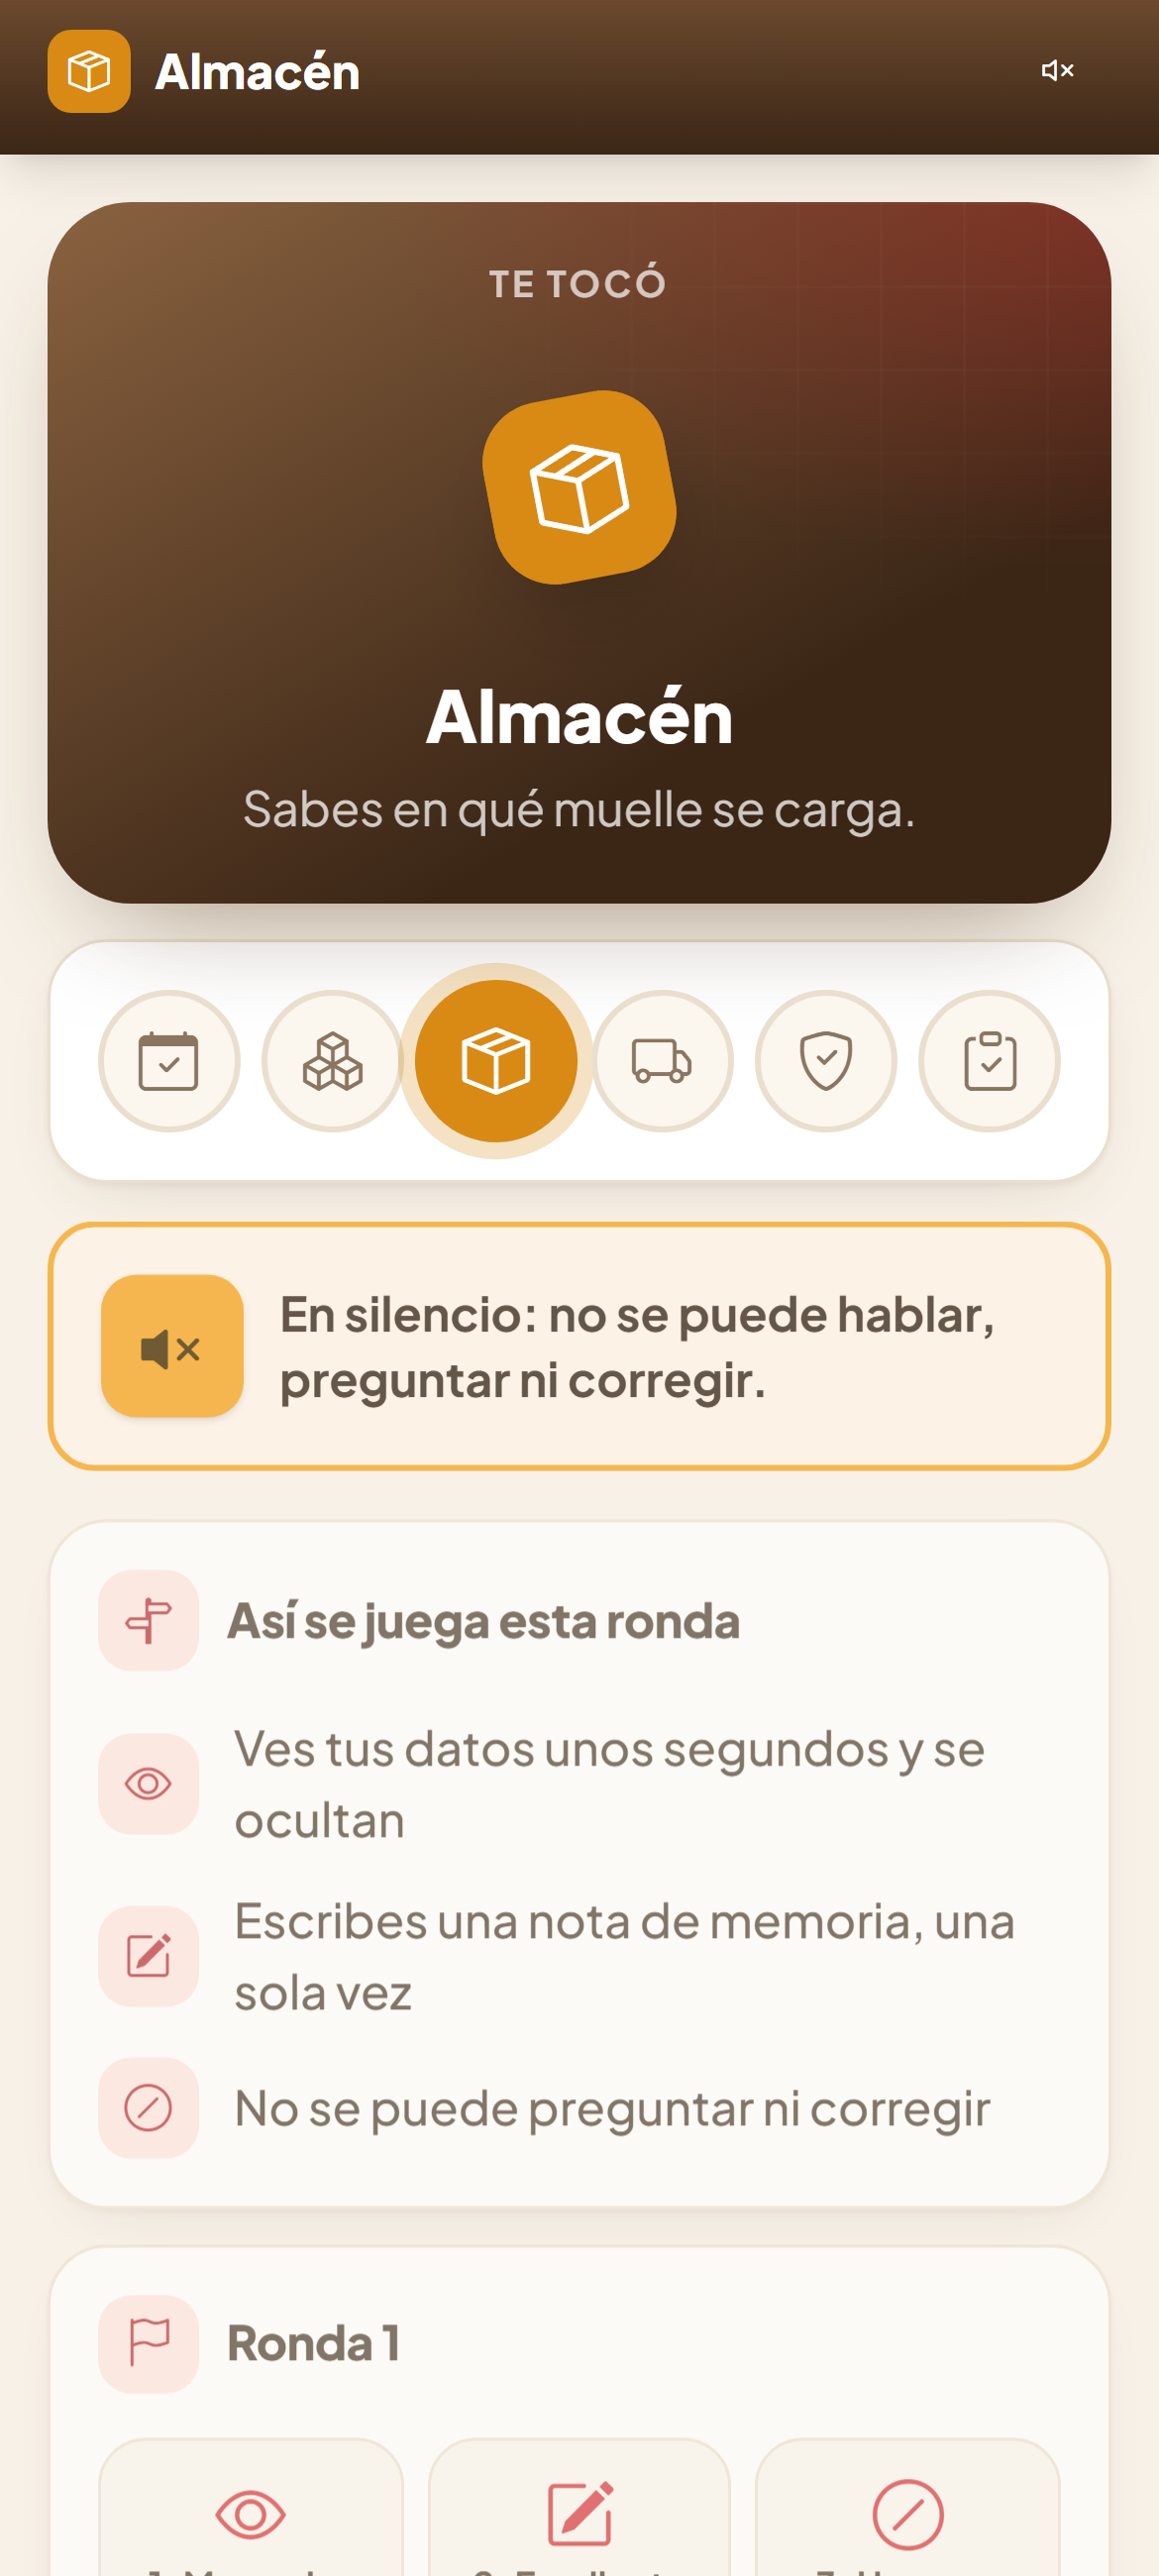 Almacén
TE TOCÓ
Almacén
Sabes en qué muelle se carga.
En silencio: no se puede hablar,
preguntar ni corregir.
Así se juega esta ronda
Ves tus datos unos segundos y se
ocultan
Escribes una nota de memoria, una
sola vez
No se puede preguntar ni corregir
Ronda 1